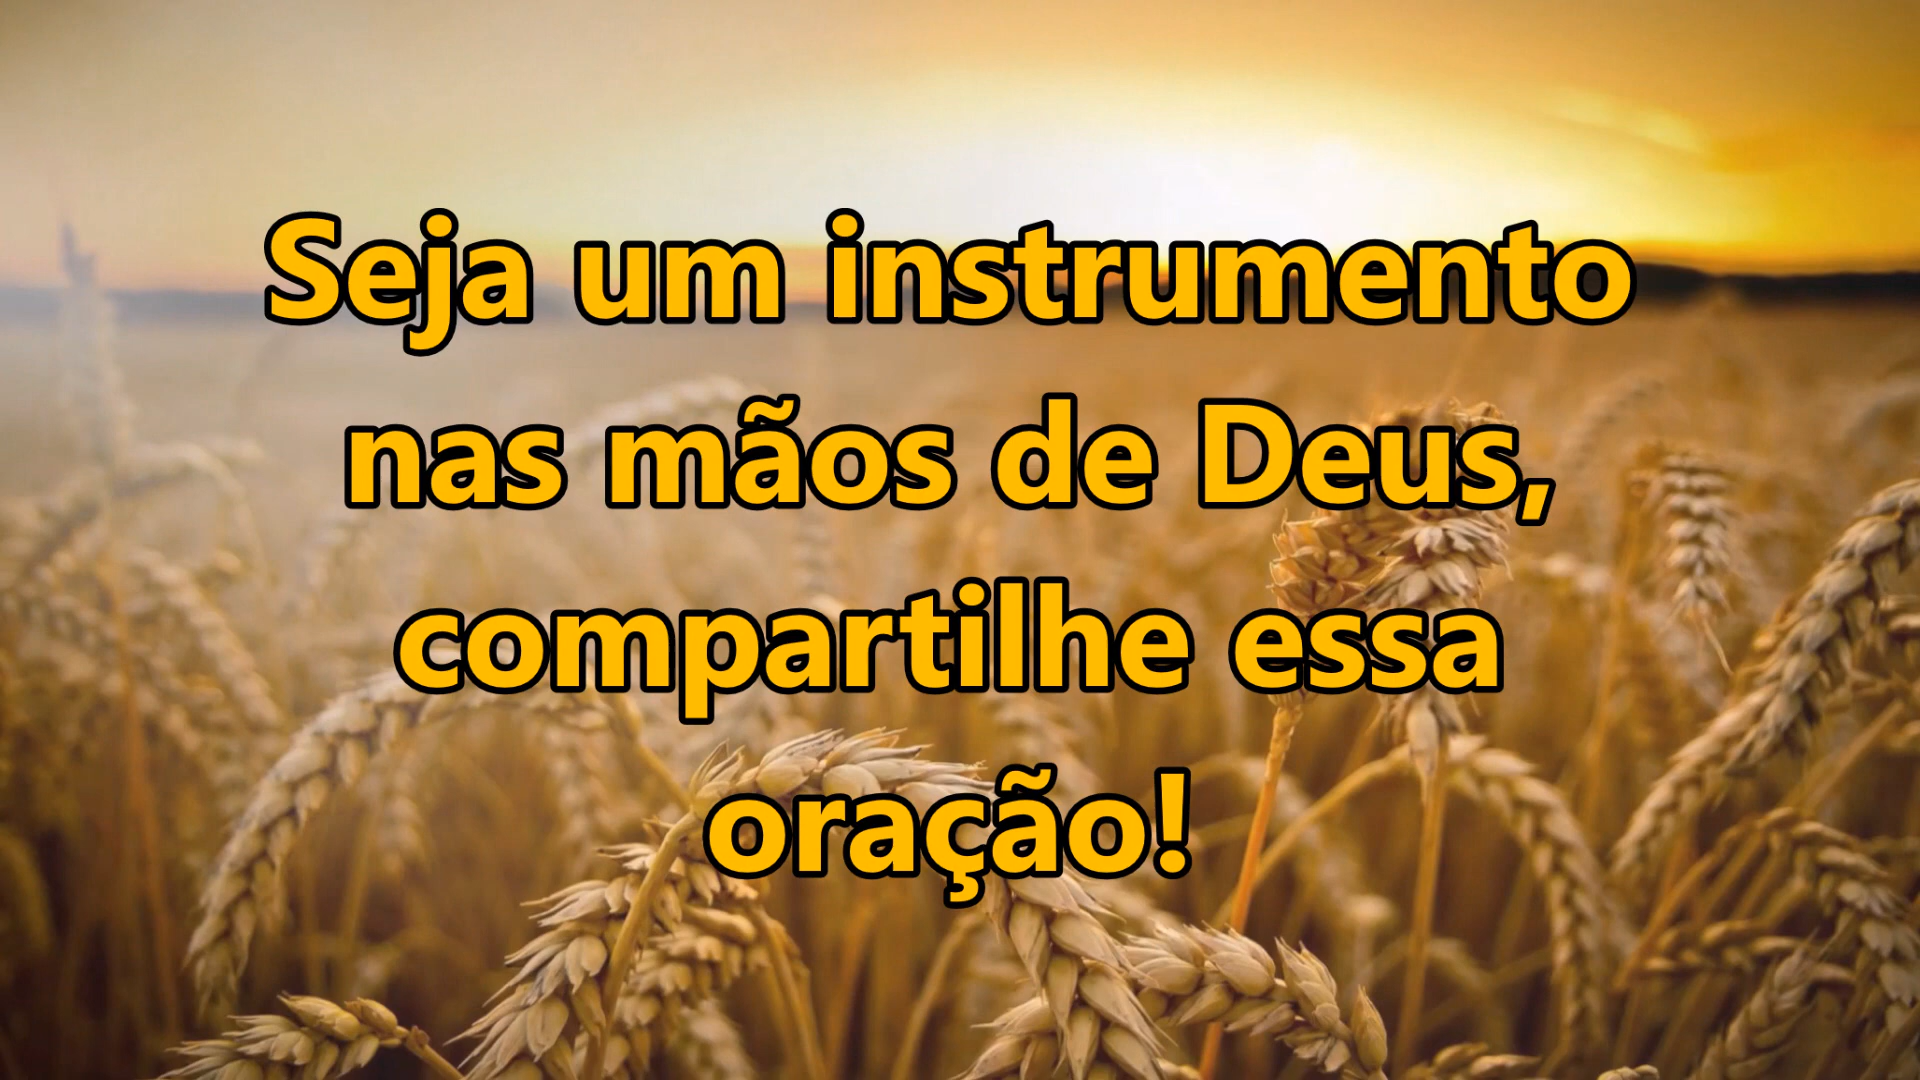 Seja um instrumento
nas mãos de Deus,
compartilhe essa
oração!